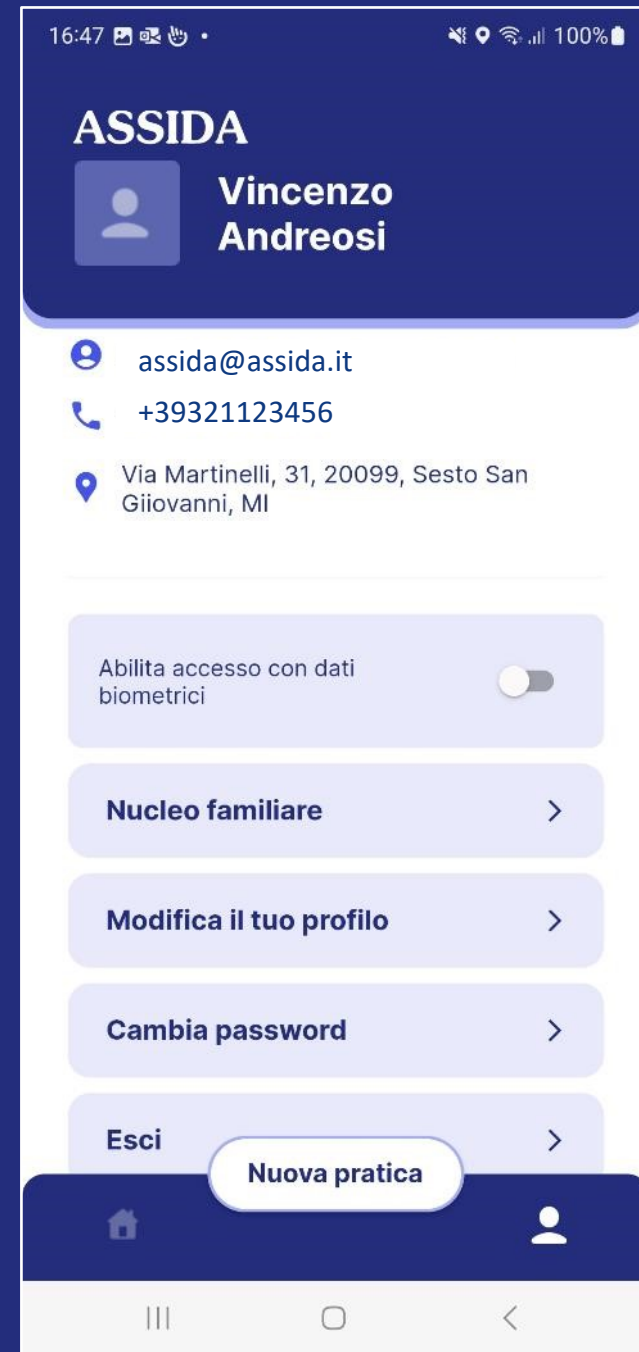 16:47
100%
ASSIDA
Vincenzo
Andreosi
assida@assida.it
+39321123456
Via Martinelli, 31, 20099, Sesto San
Giiovanni, MI
Abilita accesso con dati
biometrici
Nucleo familiare
Modifica il tuo profilo
Cambia password
Esci
Nuova pratica